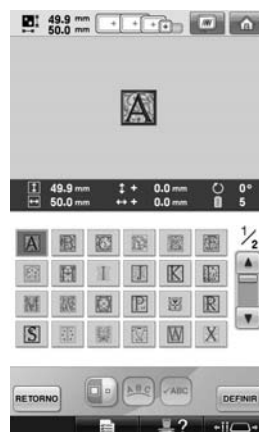 49.9 mm
50.0 mm
A
49.9 mm + 0.0 mm 0°
50.0 mm + 0.0 mm 5
1/2
A B C D E F
G H I J K L
M N O P Q R
S T U V W X
ABC ABC
RETORNO DEFINIR
?